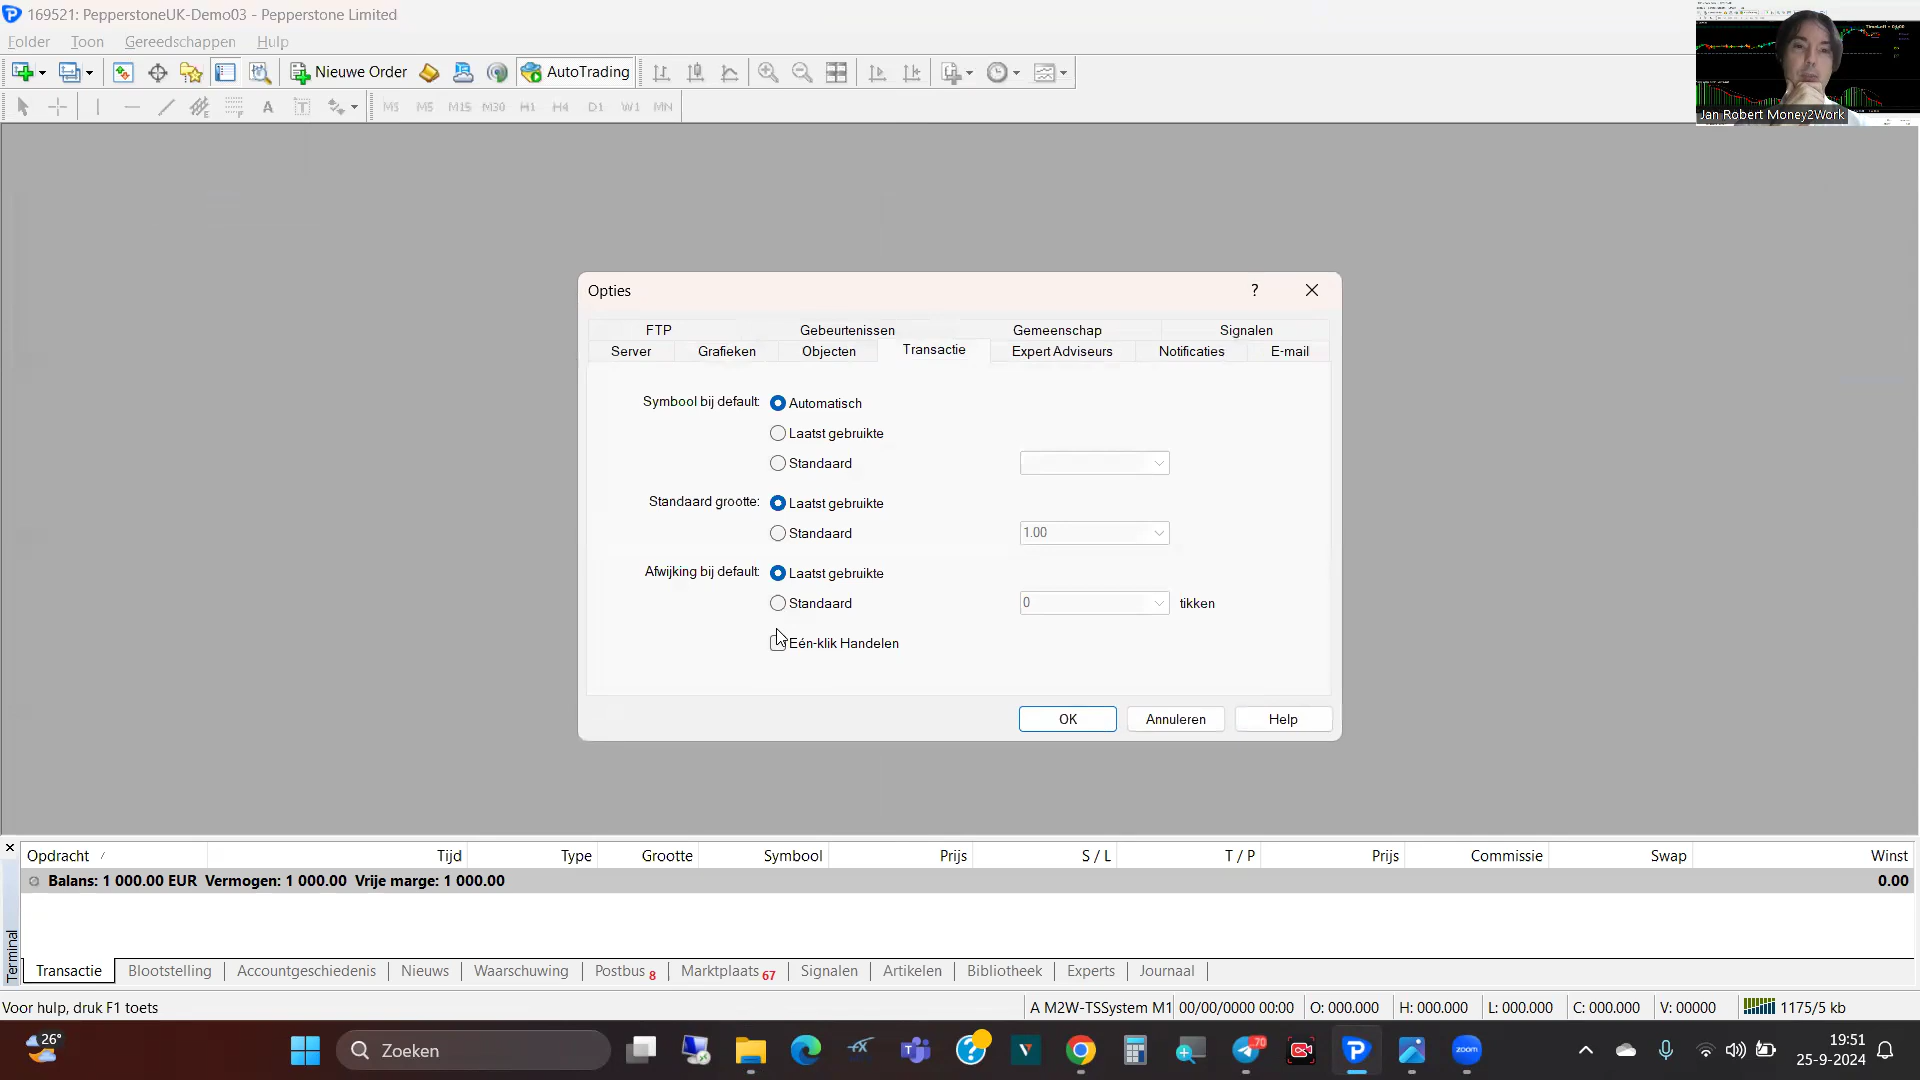 169521: PepperstoneUK-Demo03 - Pepperstone Limited
Folder Toon Gereedschappen Hulp
Nieuwe Order AutoTrading
A T M1 M5 M15 M30 H1 H4 D1 W1 MN
Jan Robert Money2Work
Opties ?
FTP Gebeurtenissen Gemeenschap Signalen
Server Grafieken Objecten Transactie Expert Adviseurs Notificaties E-mail
Symbool bij default: Automatisch
Laatst gebruikte
Standaard
Standaard grootte: Laatst gebruikte
Standaard 1.00
Afwijking bij default: Laatst gebruikte
Standaard 0 tikken
Eén-klik Handelen
OK Annuleren Help
Opdracht / Tijd Type Grootte Symbool Prijs S / L T / P Prijs Commissie Swap Winst
Balans: 1 000.00 EUR Vermogen: 1 000.00 Vrije marge: 1 000.00 0.00
Terminal
Transactie Blootstelling Accountgeschiedenis Nieuws Waarschuwing Postbus 8 Marktplaats 67 Signalen Artikelen Bibliotheek Experts Journal
Voor hulp, druk F1 toets A M2W-TSSystem M1 00/00/0000 00:00 O: 000.000 H: 000.000 L: 000.000 C: 000.000 V: 00000 1175/5 kb
26° Zoeken 70 zoom 19:51
25-9-2024